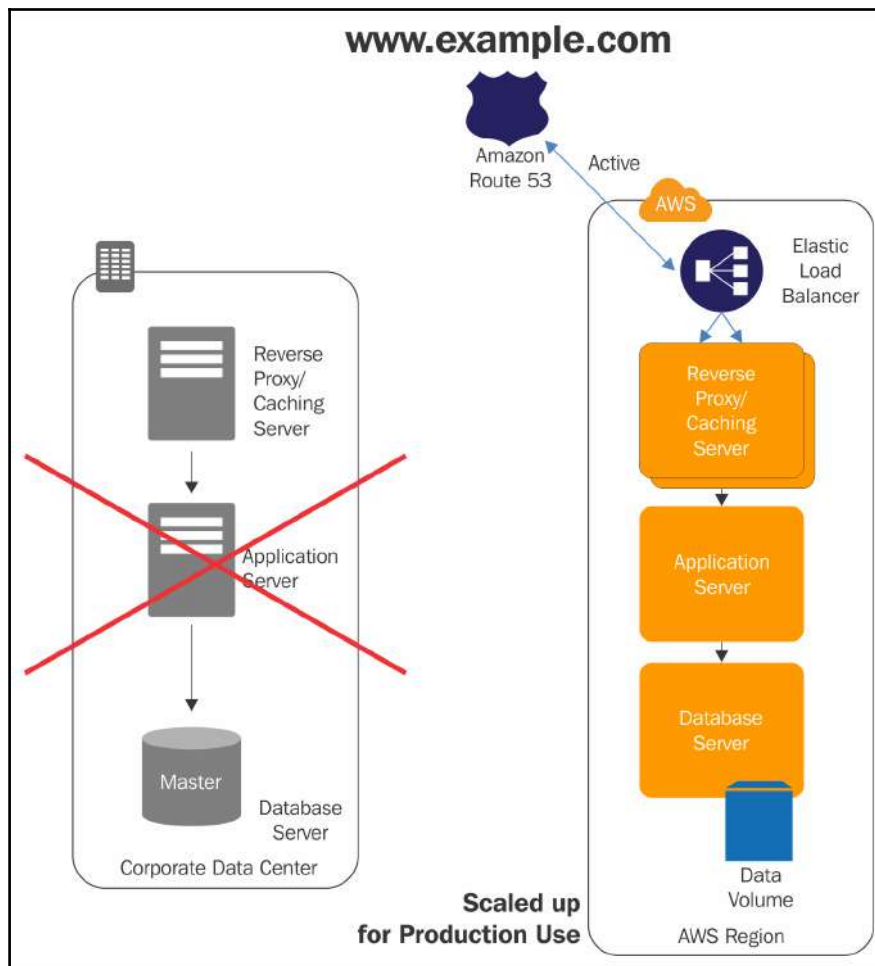 www.example.com
Amazon
Route 53
Active
AWS
Elastic
Load
Balancer
Reverse
Proxy/
Caching
Server
Application
Server
Master
Database
Server
Corporate Data Center
Reverse
Proxy/
Caching
Server
Application
Server
Database
Server
Data
Volume
AWS Region
Scaled up
for Production Use